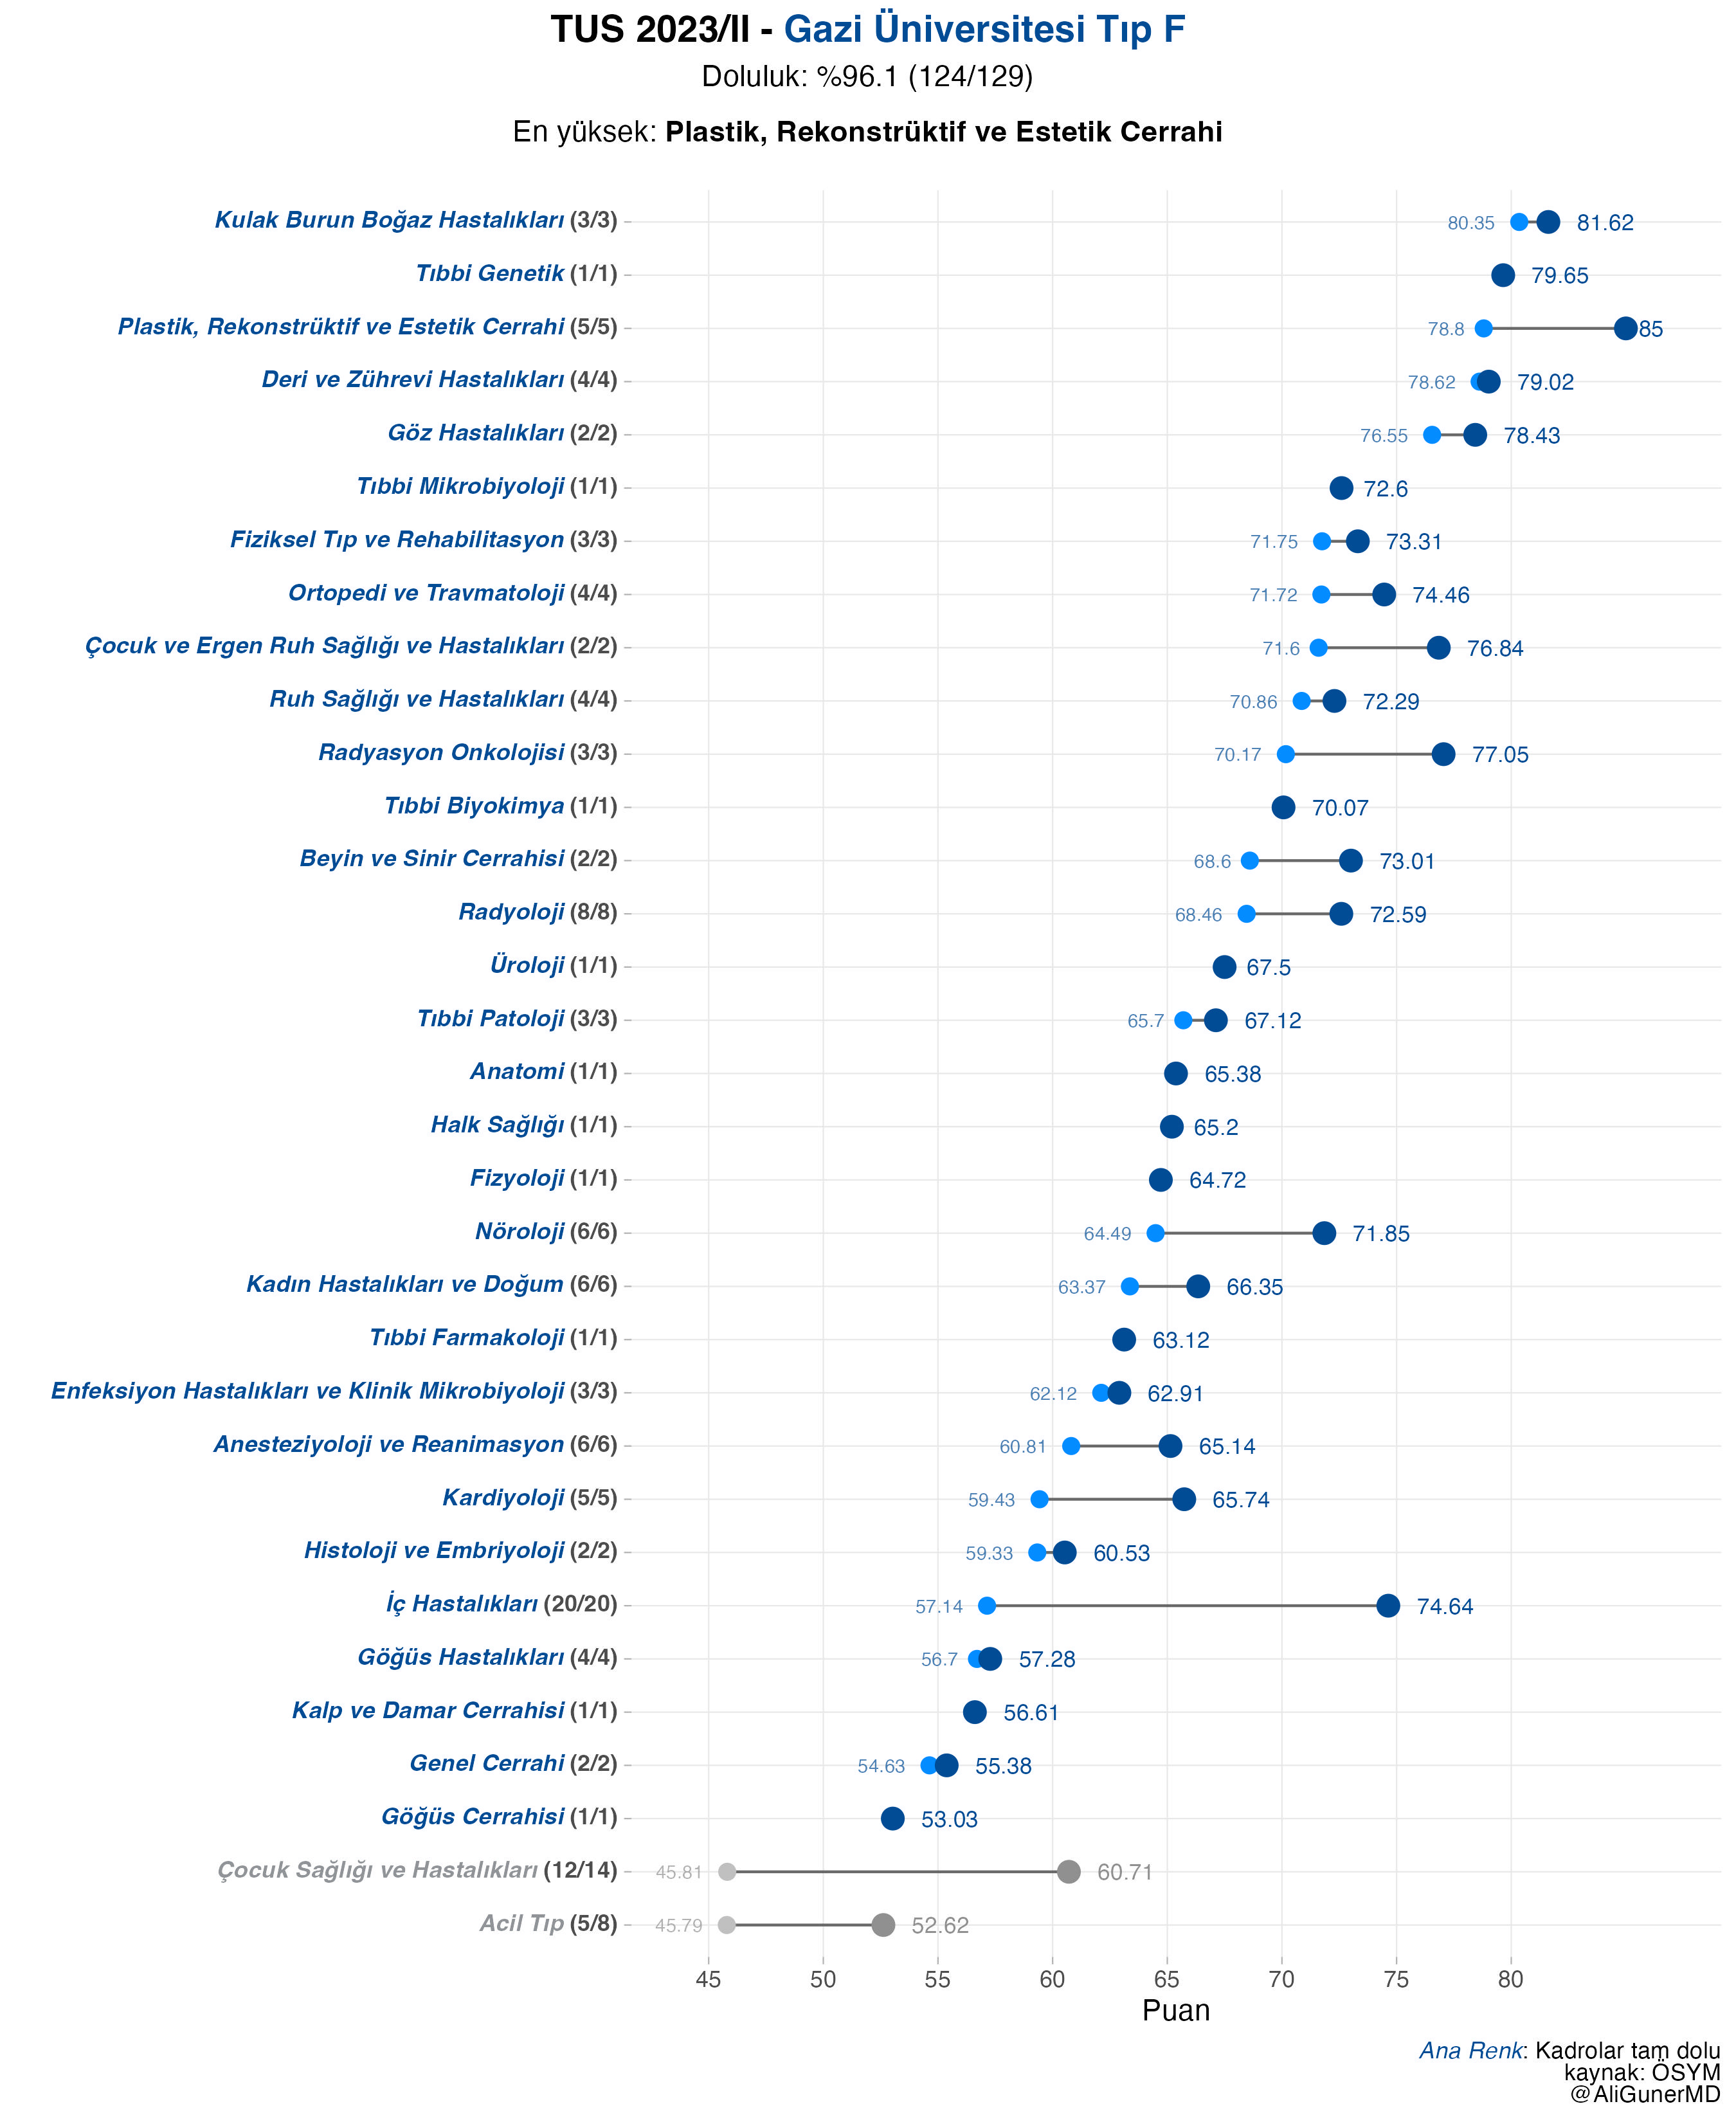 TUS 2023/II - Gazi Üniversitesi Tıp F
Doluluk: %96.1 (124/129)
En yüksek: Plastik, Rekonstrüktif ve Estetik Cerrahi
Kulak Burun Boğaz Hastalıkları (3/3) 80.35 81.62
Tıbbi Genetik (1/1) 79.65
Plastik, Rekonstrüktif ve Estetik Cerrahi (5/5) 78.8 85
Deri ve Zührevi Hastalıkları (4/4) 78.62 79.02
Göz Hastalıkları (2/2) 76.55 78.43
Tıbbi Mikrobiyoloji (1/1) 72.6
Fiziksel Tıp ve Rehabilitasyon (3/3) 71.75 73.31
Ortopedi ve Travmatoloji (4/4) 71.72 74.46
Çocuk ve Ergen Ruh Sağlığı ve Hastalıkları (2/2) 71.6 76.84
Ruh Sağlığı ve Hastalıkları (4/4) 70.86 72.29
Radyasyon Onkolojisi (3/3) 70.17 77.05
Tıbbi Biyokimya (1/1) 70.07
Beyin ve Sinir Cerrahisi (2/2) 68.6 73.01
Radyoloji (8/8) 68.46 72.59
Üroloji (1/1) 67.5
Tıbbi Patoloji (3/3) 65.7 67.12
Anatomi (1/1) 65.38
Halk Sağlığı (1/1) 65.2
Fizyoloji (1/1) 64.72
Nöroloji (6/6) 64.49 71.85
Kadın Hastalıkları ve Doğum (6/6) 63.37 66.35
Tıbbi Farmakoloji (1/1) 63.12
Enfeksiyon Hastalıkları ve Klinik Mikrobiyoloji (3/3) 62.12 62.91
Anesteziyoloji ve Reanimasyon (6/6) 60.81 65.14
Kardiyoloji (5/5) 59.43 65.74
Histoloji ve Embriyoloji (2/2) 59.33 60.53
İç Hastalıkları (20/20) 57.14 74.64
Göğüs Hastalıkları (4/4) 56.7 57.28
Kalp ve Damar Cerrahisi (1/1) 56.61
Genel Cerrahi (2/2) 54.63 55.38
Göğüs Cerrahisi (1/1) 53.03
Çocuk Sağlığı ve Hastalıkları (12/14) 45.81 60.71
Acil Tıp (5/8) 45.79 52.62
45 50 55 60 65 70 75 80
Puan
Ana Renk: Kadrolar tam dolu
kaynak: ÖSYM
@AliGunerMD